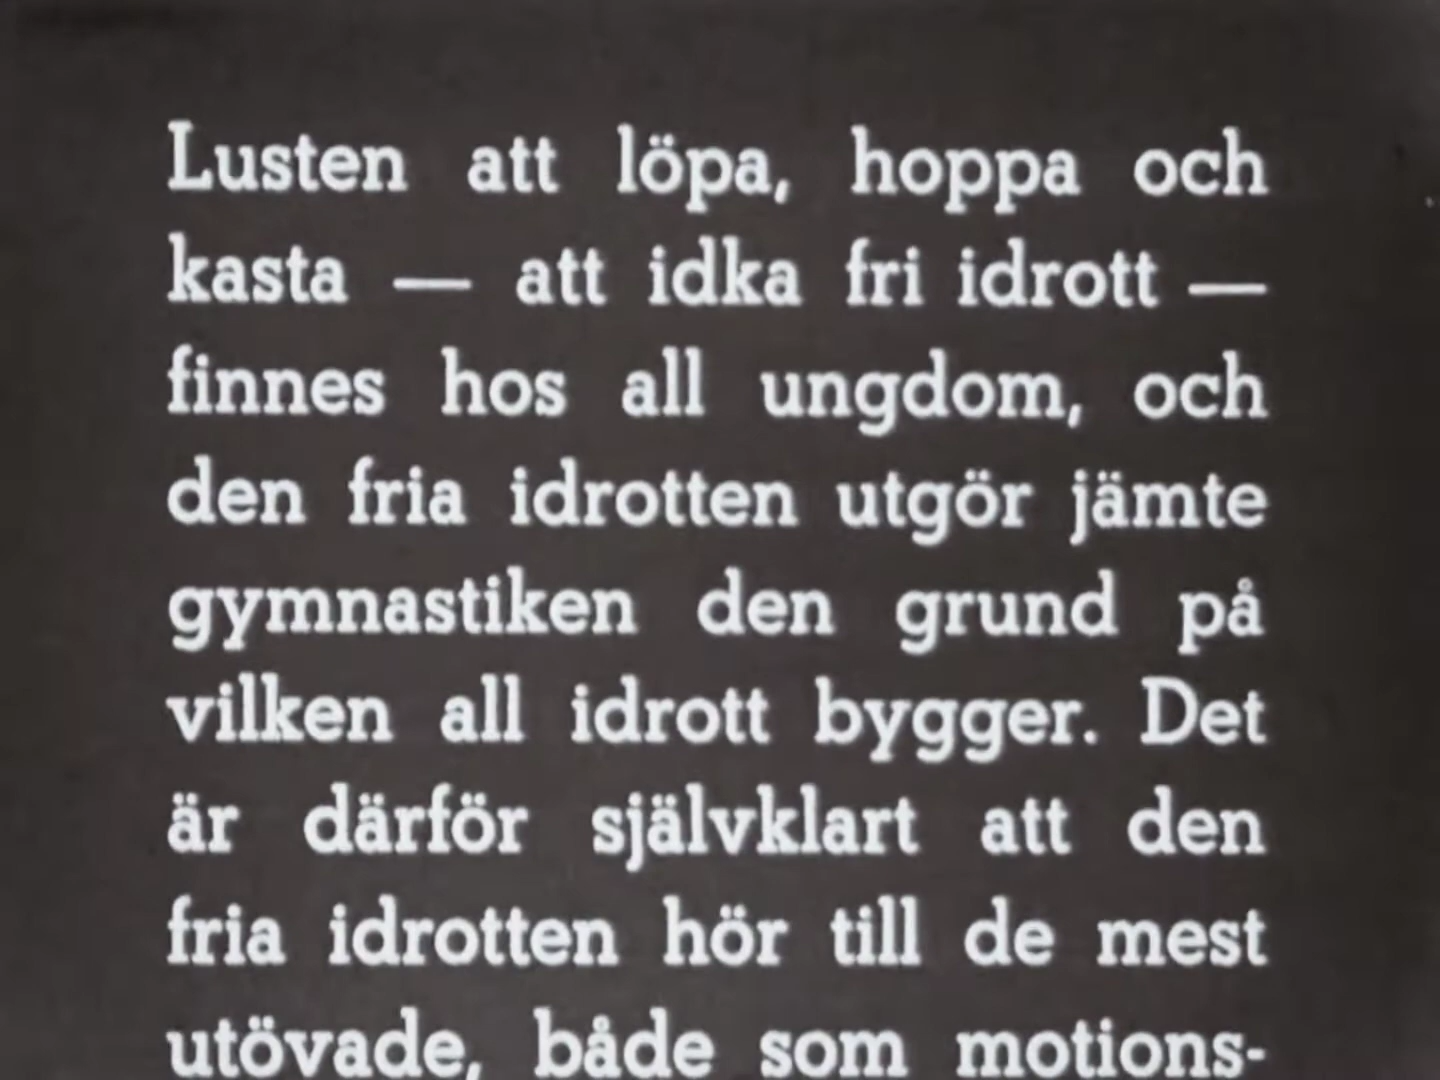 Lusten att löpa, hoppa och
kasta — att idka fri idrott —
finnes hos all ungdom, och
den fria idrotten utgör jämte
gymnastiken den grund på
vilken all idrott bygger. Det
är därför självklart att den
fria idrotten hör till de mest
utövade, både som motions-